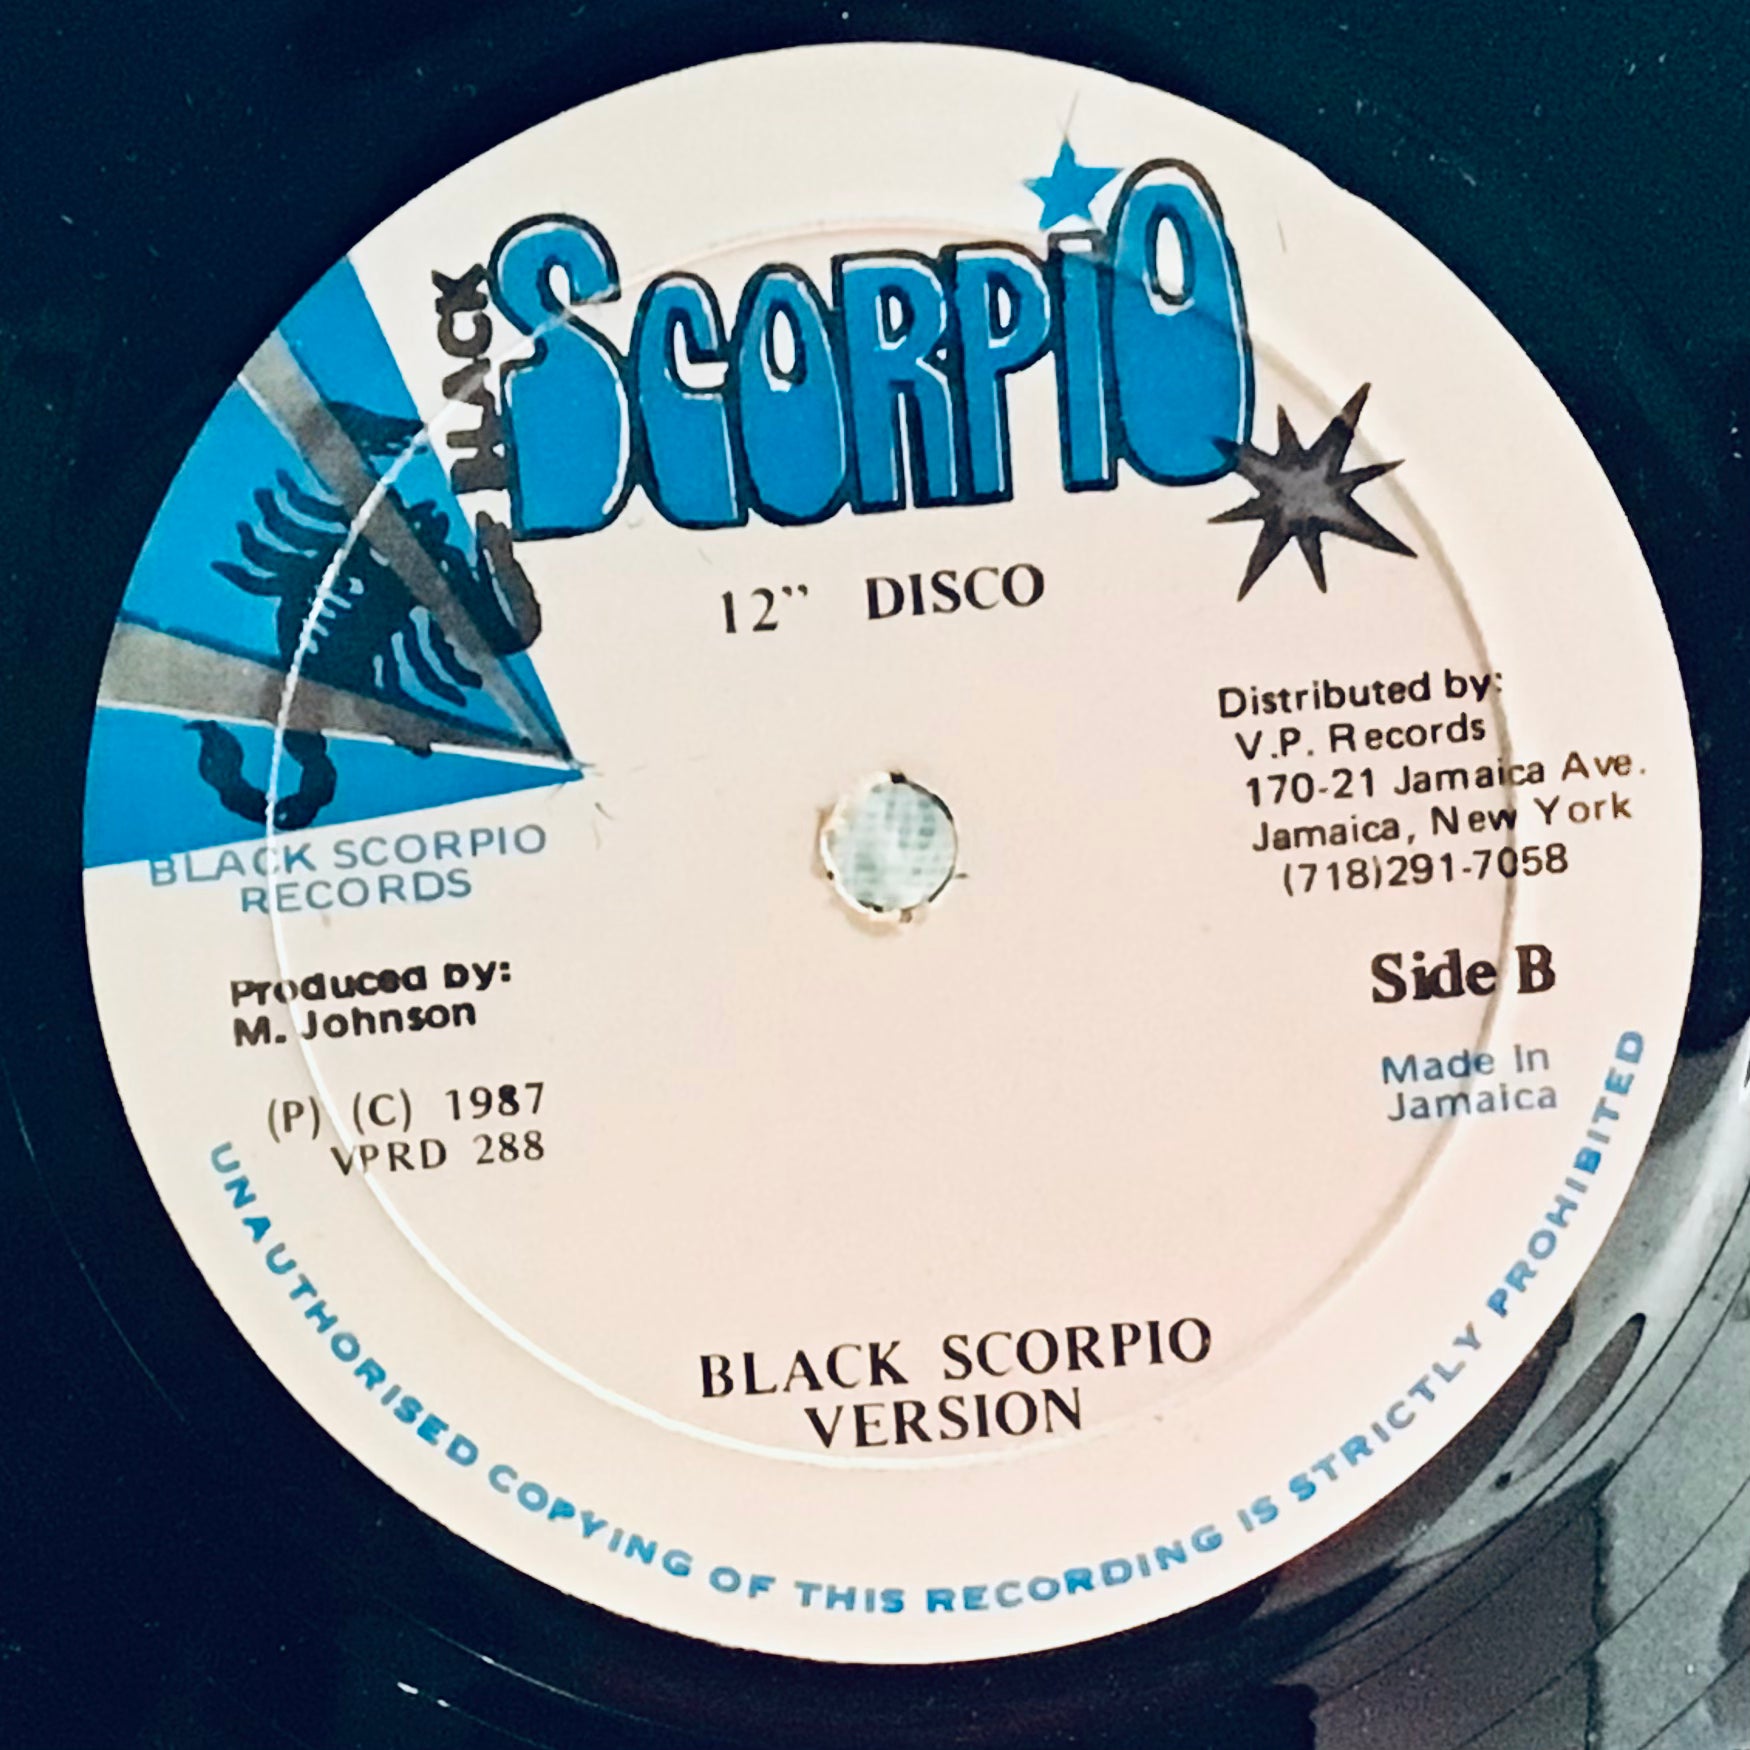 BLACK
SCORPIO
12” DISCO
Distributed by:
V.P. Records
170-21 Jamaica Ave.
Jamaica, New York
(718)291-7058
BLACK SCORPIO
RECORDS
Produced by:
M. Johnson
Side B
Made In
Jamaica
(P) (C) 1987
VPRD 288
BLACK SCORPIO
VERSION
UNAUTHORISED COPYING OF THIS RECORDING IS STRICTLY PROHIBITED